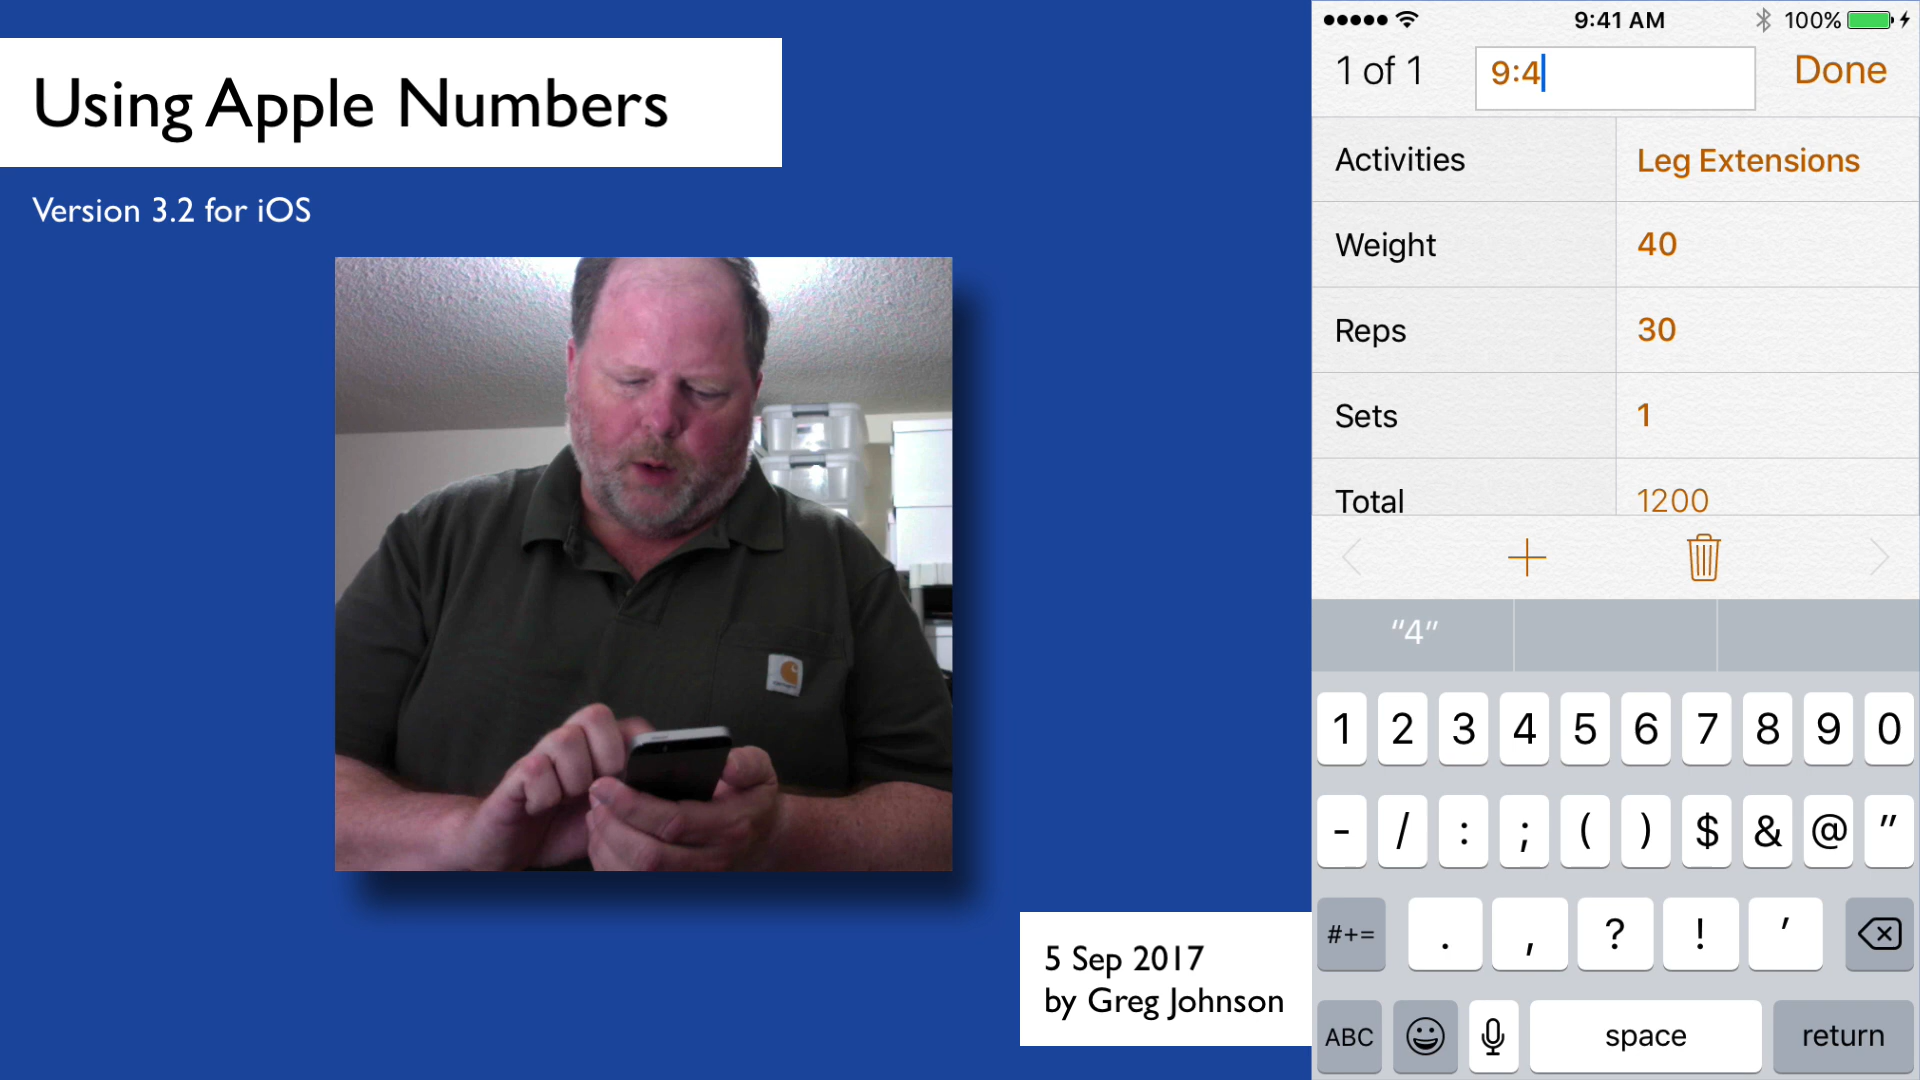 Using Apple Numbers
Version 3.2 for iOS
5 Sep 2017
by Greg Johnson
9:41 AM 100%
1 of 1 9:4 Done
Activities Leg Extensions
Weight 40
Reps 30
Sets 1
Total 1200
“4”
1 2 3 4 5 6 7 8 9 0
- / : ; ( ) $ & @ "
#+= . , ? ! '
ABC space return